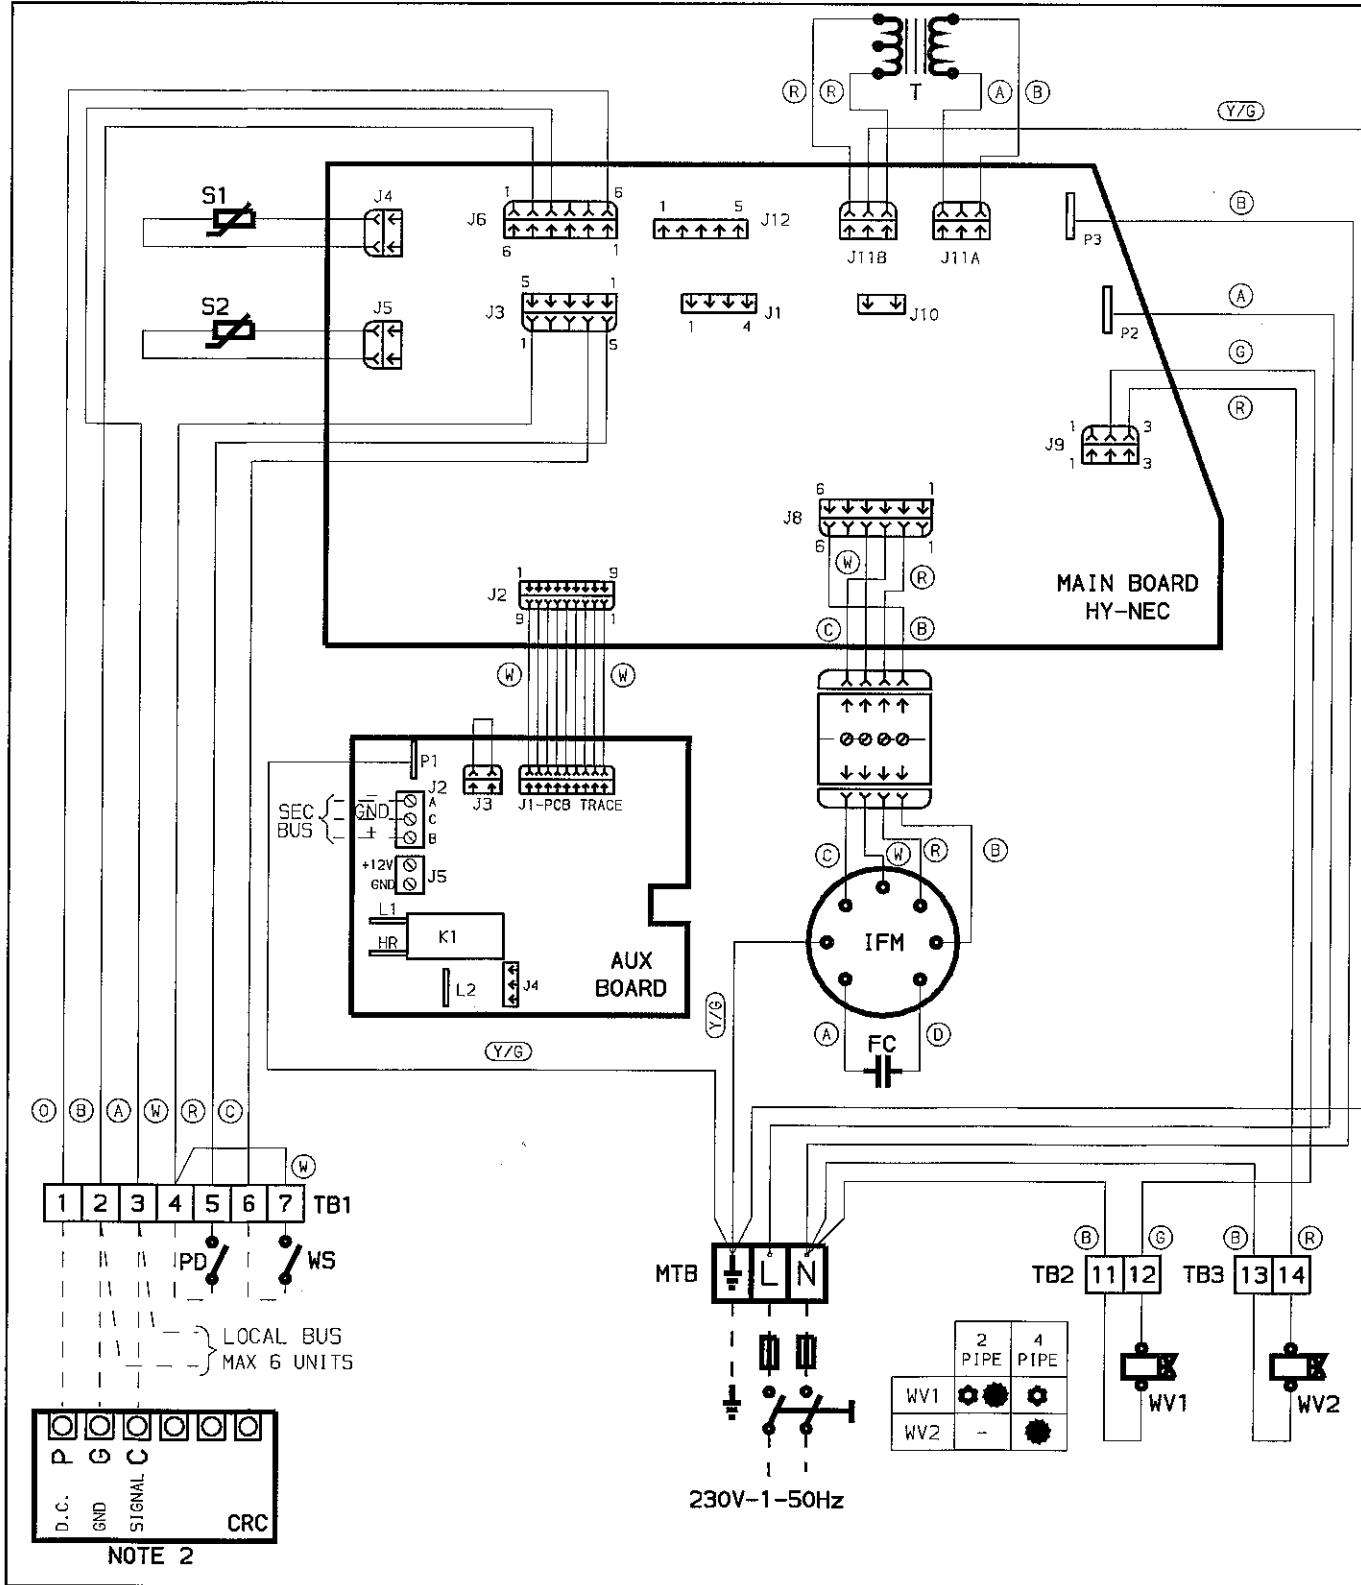 R R T A B
Y/G
S1 J4
1 6
J6
6 1
1 5 J12
J11B J11A
P3
B
S2 J5
5 1
J3
1 5
J1
1 4
J10
P2
A
G
R
1 3
J9
1 3
6 1
J8
6 1
W R
MAIN BOARD
HY-NEC
1 9
J2
9 1
C B
W W
P1
J2
J3 J1-PCB TRACE
SEC BUS
- A
GND C
+ B
+12V
GND
J5
L1
HR
K1
L2
J4
AUX
BOARD
C W R B
IFM
Y/G
A D
FC
Y/G
O B A W R C
W
1 2 3 4 5 6 7 TB1
PD WS
LOCAL BUS
MAX 6 UNITS
P G C
D.C. GND SIGNAL
CRC
NOTE 2
MTB L N
230V-1-50Hz
B G B R
TB2 11 12 TB3 13 14
2 PIPE 4 PIPE
WV1
WV2 -
WV1 WV2